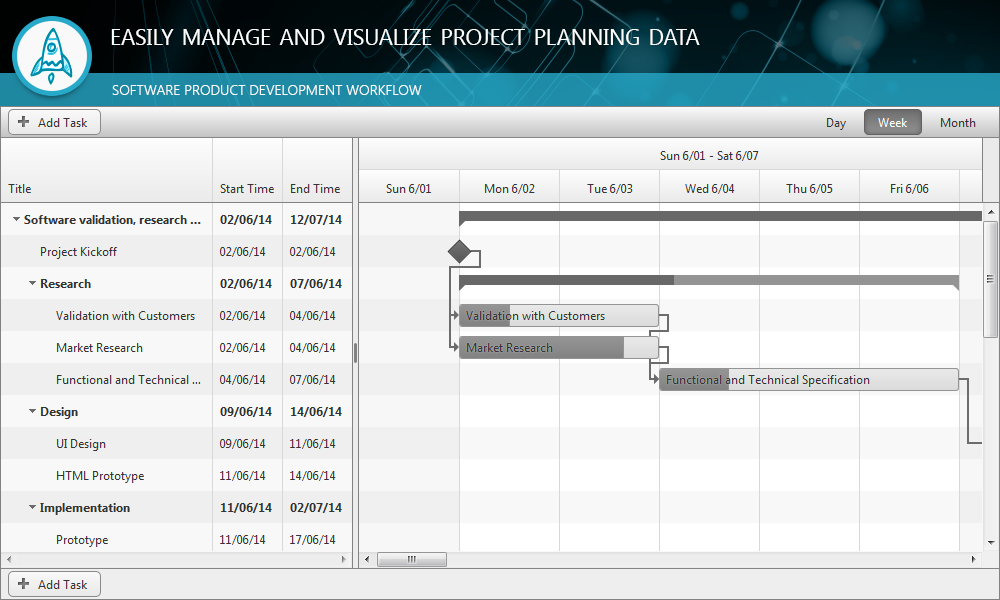 EASILY MANAGE AND VISUALIZE PROJECT PLANNING DATA
SOFTWARE PRODUCT DEVELOPMENT WORKFLOW
Add Task
Day Week Month
Sun 6/01 - Sat 6/07
Title Start Time End Time Sun 6/01 Mon 6/02 Tue 6/03 Wed 6/04 Thu 6/05 Fri 6/06
Software validation, research ... 02/06/14 12/07/14
Project Kickoff 02/06/14 02/06/14
Research 02/06/14 07/06/14
Validation with Customers 02/06/14 04/06/14 Validation with Customers
Market Research 02/06/14 04/06/14 Market Research
Functional and Technical ... 04/06/14 07/06/14 Functional and Technical Specification
Design 09/06/14 14/06/14
UI Design 09/06/14 11/06/14
HTML Prototype 11/06/14 14/06/14
Implementation 11/06/14 02/07/14
Prototype 11/06/14 17/06/14
Add Task